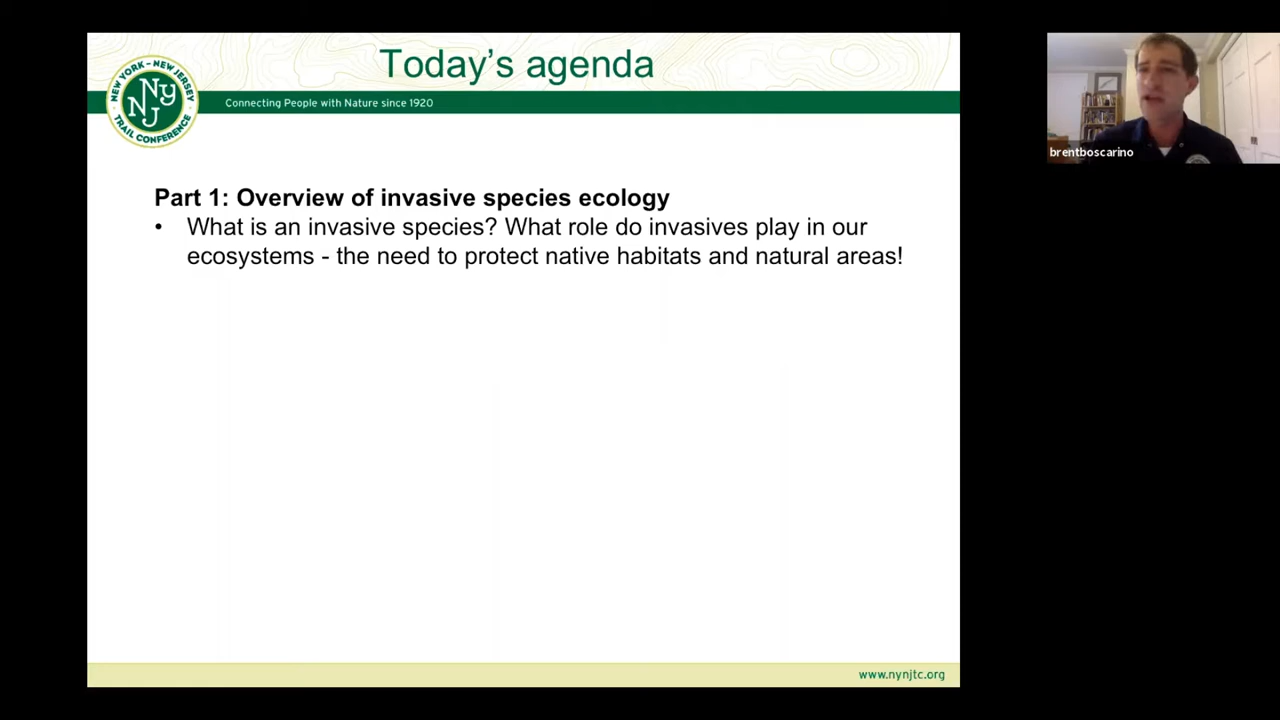 Today's agenda
NEW YORK - NEW JERSEY
NY
NJ
TRAIL CONFERENCE
Connecting People with Nature since 1920
Part 1: Overview of invasive species ecology
• What is an invasive species? What role do invasives play in our
ecosystems - the need to protect native habitats and natural areas!
www.nynjtc.org
brentboscarino